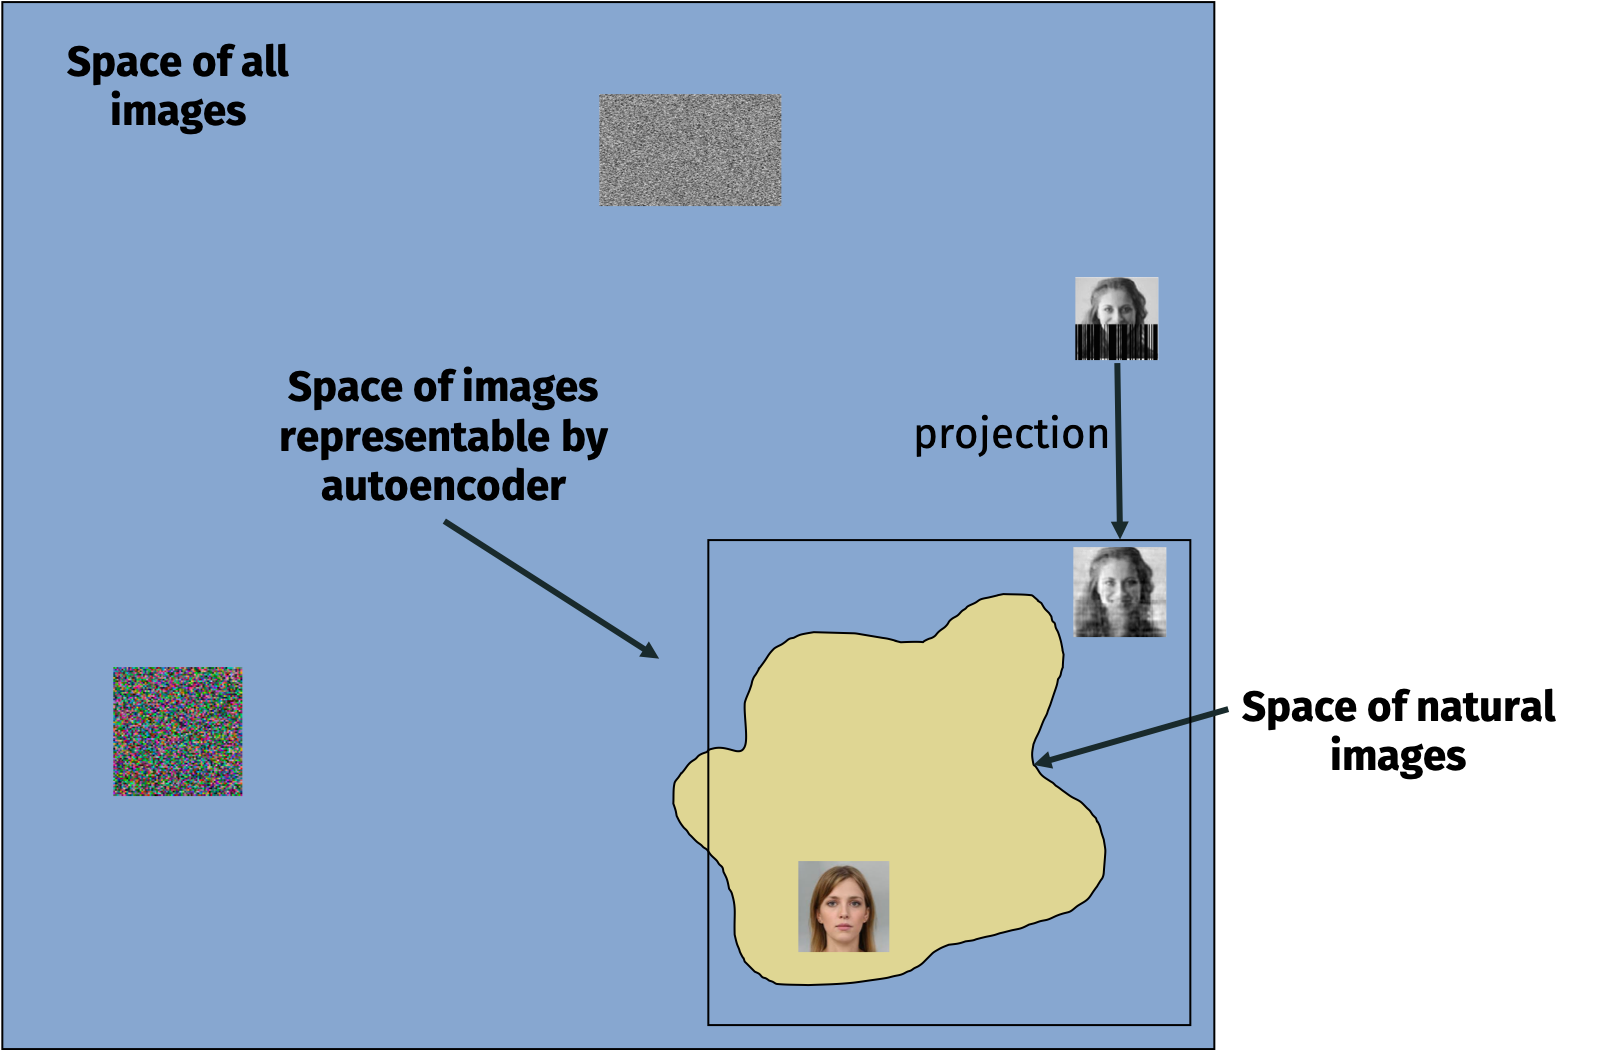 Space of all
images
Space of images
representable by
autoencoder
projection
Space of natural
images